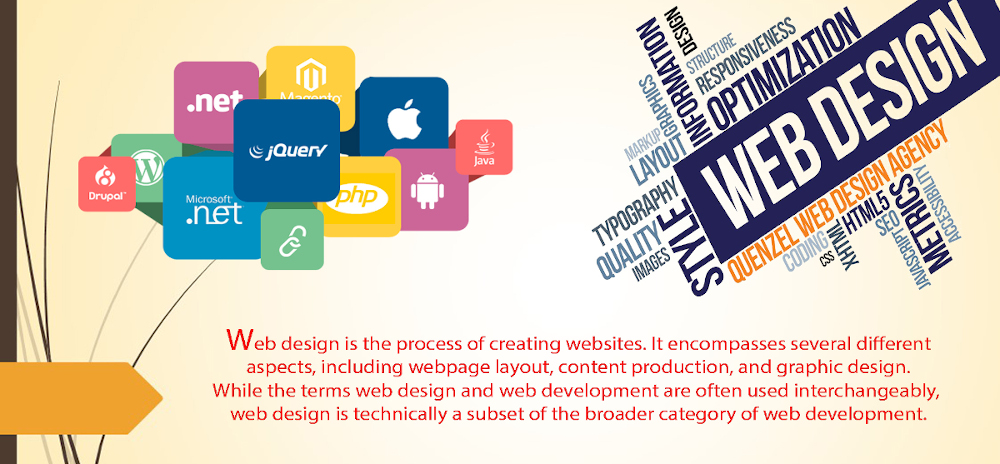 .net
Magento
jQuery
Java
Drupal
Microsoft
.net
php
DESIGN
STRUCTURE
INFORMATION
RESPONSIVENESS
GRAPHICS
OPTIMIZATION
MARKUP
LAYOUT
WEB DESIGN
TYPOGRAPHY
STYLE
QUALITY
IMAGES
QUENZEL WEB DESIGN AGENCY
CODING
CSS
XHTML
HTML5
SEO
JAVASCRIPT
METRICS
ACCESSIBILITY
Web design is the process of creating websites. It encompasses several different
aspects, including webpage layout, content production, and graphic design.
While the terms web design and web development are often used interchangeably,
web design is technically a subset of the broader category of web development.